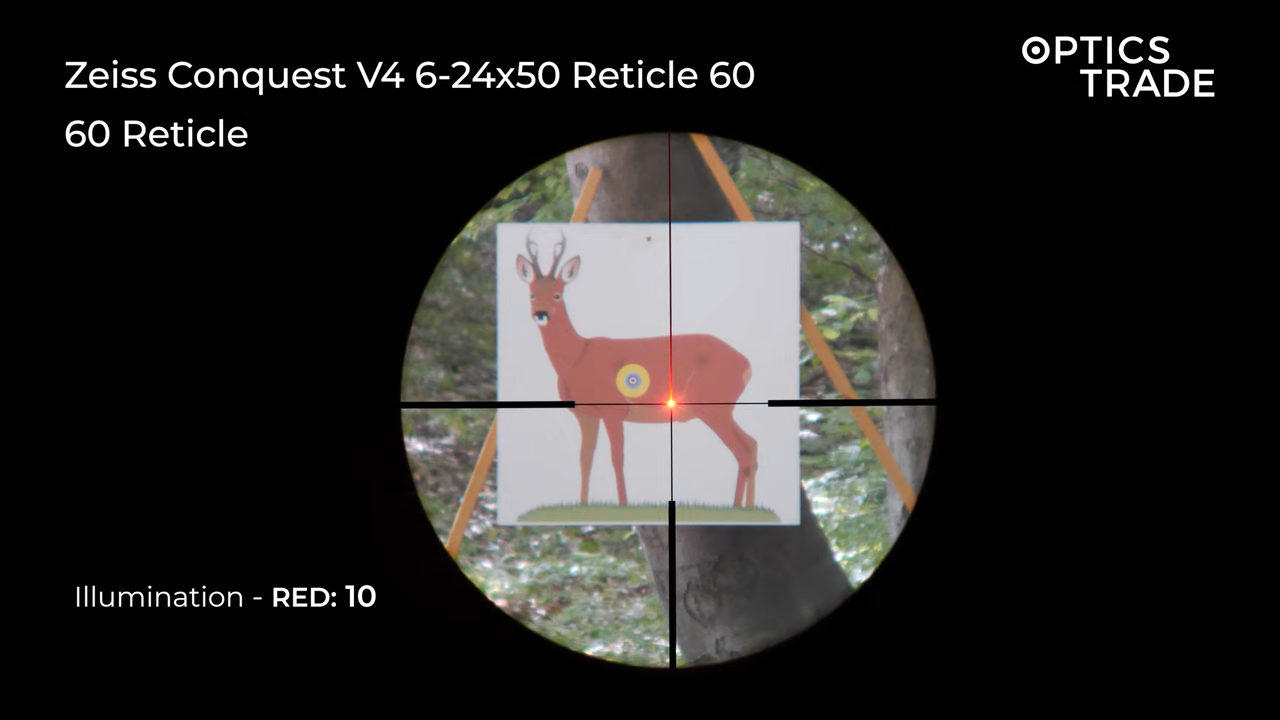 Zeiss Conquest V4 6-24x50 Reticle 60
60 Reticle
OPTICS
TRADE
Illumination - RED: 10